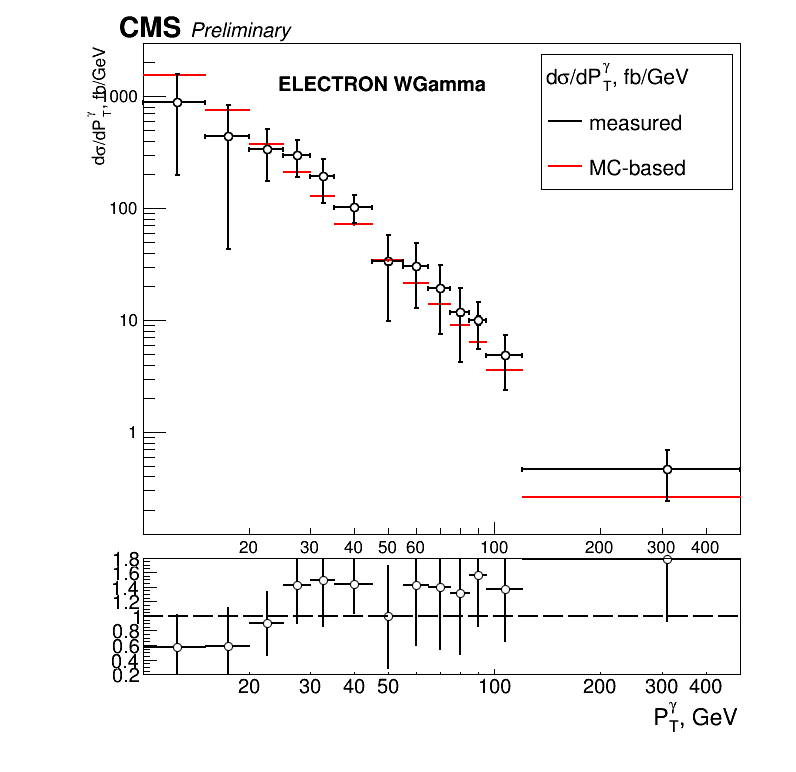 CMS Preliminary
dσ/dP_T^γ, fb/GeV
ELECTRON WGamma
dσ/dP_T^γ, fb/GeV
measured
MC-based
1000
100
10
1
20 30 40 50 60 100 200 300 400
1.8
1.6
1.4
1.2
1
0.8
0.6
0.4
0.2
20 30 40 50 100 200 300 400
P_T^γ, GeV